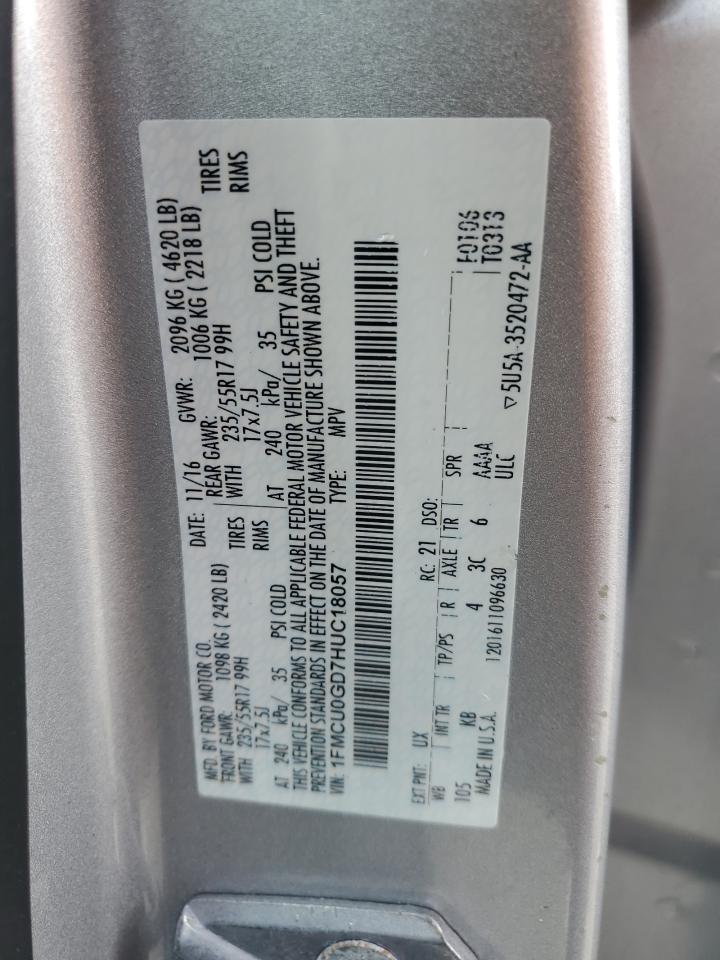 MFD. BY FORD MOTOR CO.
DATE: 11/16 GVWR: 2096 KG ( 4620 LB)
FRONT GAWR: 1098 KG ( 2420 LB)
REAR GAWR: 1006 KG ( 2218 LB)
WITH 235/55R17 99H TIRES
WITH 235/55R17 99H TIRES
17x7.5J RIMS
17x7.5J RIMS
AT 240 kPa/ 35 PSI COLD
AT 240 kPa/ 35 PSI COLD
THIS VEHICLE CONFORMS TO ALL APPLICABLE FEDERAL MOTOR VEHICLE SAFETY AND THEFT
PREVENTION STANDARDS IN EFFECT ON THE DATE OF MANUFACTURE SHOWN ABOVE.
VIN: 1FMCU0GD7HUC18057 TYPE: MPV
EXT PNT: UX RC: 21 DSO: F0106
WB INT TR TP/PS R AXLE TR SPR T0313
105 KB 4 3C 6 AAAA
MADE IN U.S.A. 1201611096630 ULC ▽5U5A-3520472-AA